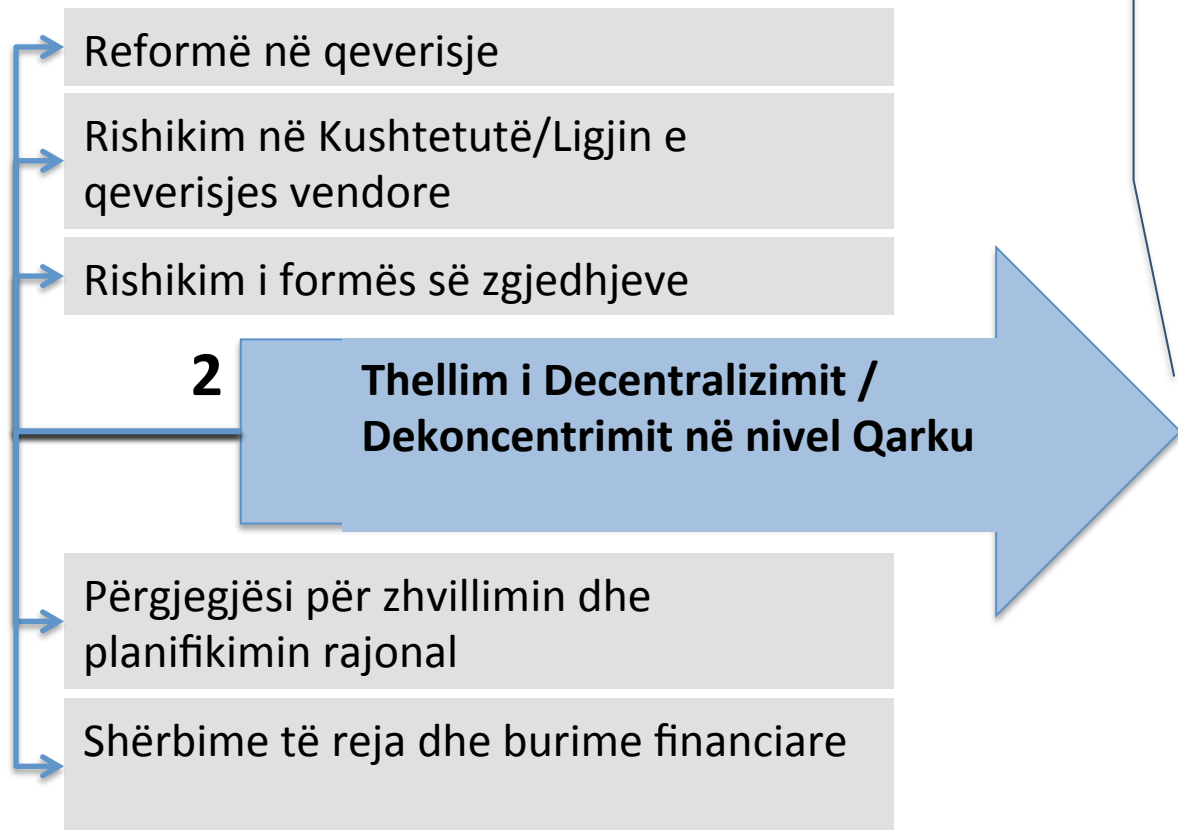 Reformë në qeverisje
Rishikim në Kushtetutë/Ligjin e
qeverisjes vendore
Rishikim i formës së zgjedhjeve
2
Thellim i Decentralizimit /
Dekoncentrimit në nivel Qarku
Përgjegjësi për zhvillimin dhe
planifikimin rajonal
Shërbime të reja dhe burime financiare